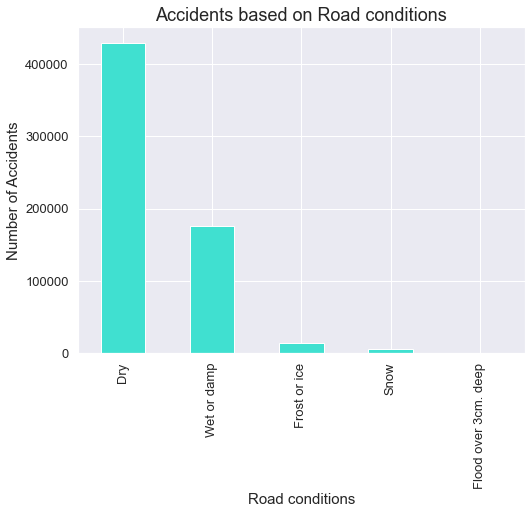 Accidents based on Road conditions
Number of Accidents
400000
300000
200000
100000
0
Dry
Wet or damp
Frost or ice
Snow
Flood over 3cm. deep
Road conditions